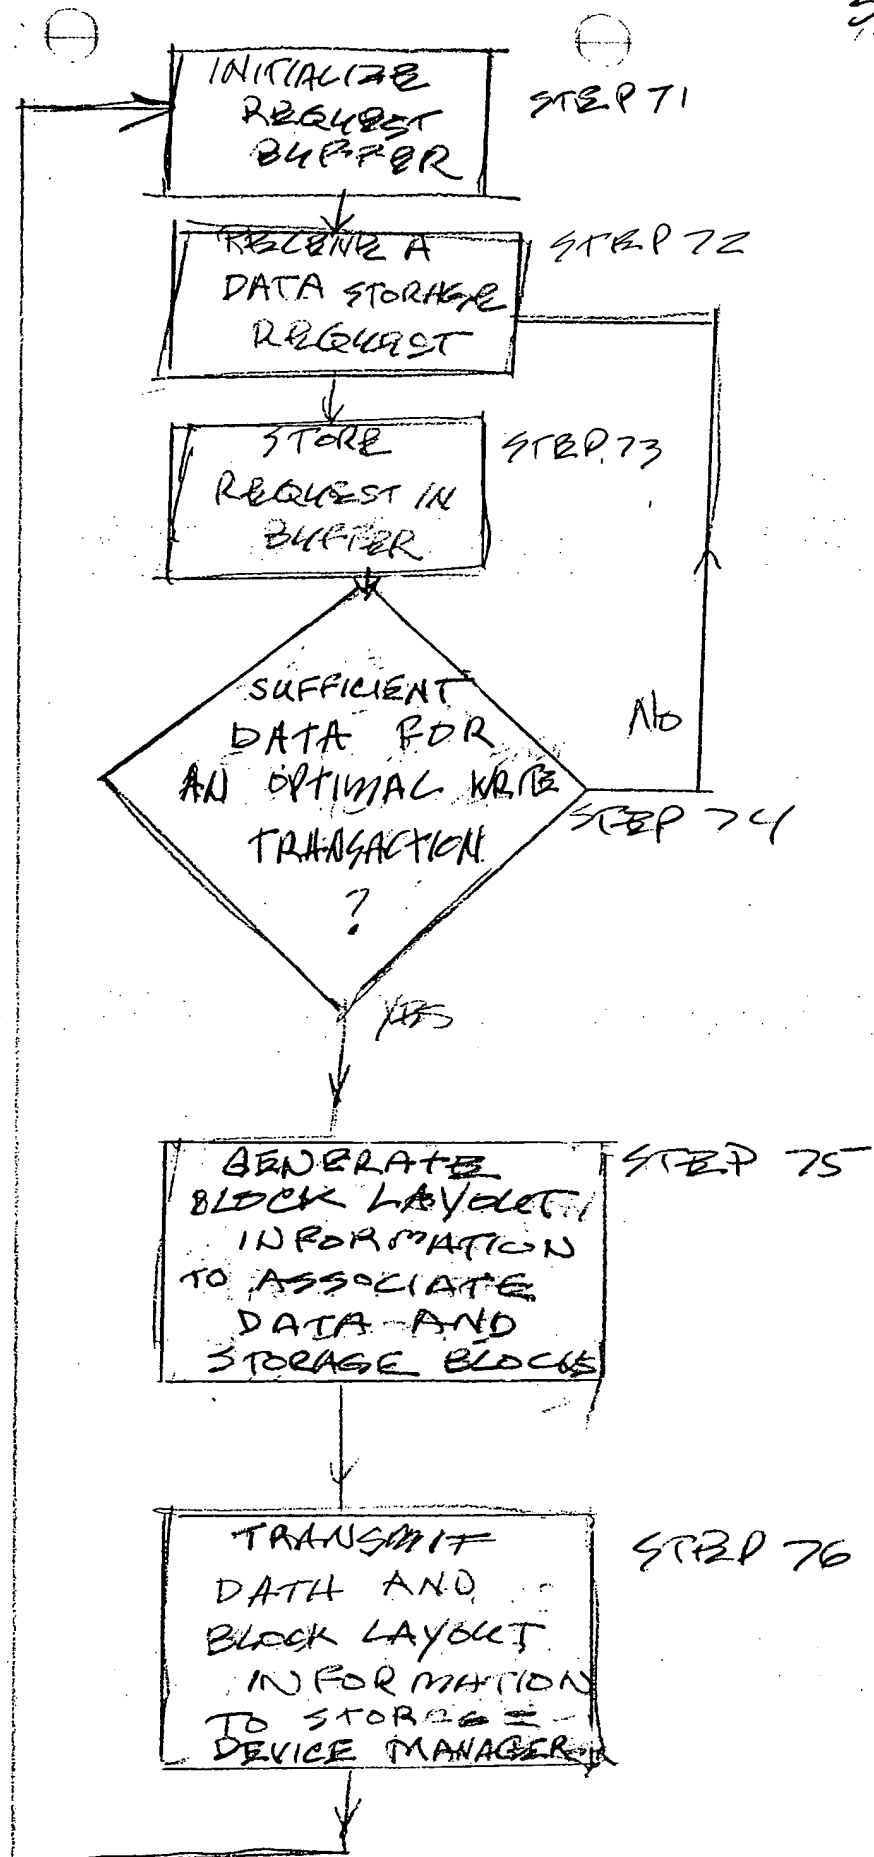 INITIALIZE
REQUEST
BUFFER
STEP 71
RECEIVE A
DATA STORAGE
REQUEST
STEP 72
STORE
REQUEST IN
BUFFER
STEP 73
SUFFICIENT
DATA FOR
AN OPTIMAL WRITE
TRANSACTION
?
No
STEP 74
YES
GENERATE
BLOCK LAYOUT
INFORMATION
TO ASSOCIATE
DATA AND
STORAGE BLOCKS
STEP 75
TRANSMIT
DATA AND
BLOCK LAYOUT
INFORMATION
TO STORAGE
DEVICE MANAGER
STEP 76